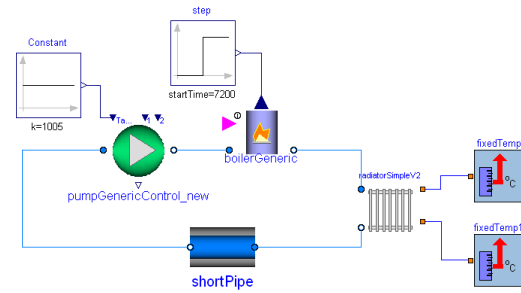 step
Constant
startTime=7200
k=1005
Ta... 1 2
boilerGeneric
pumpGenericControl_new
radiatorSimpleV2
fixedTemp
°C
fixedTemp1
°C
shortPipe